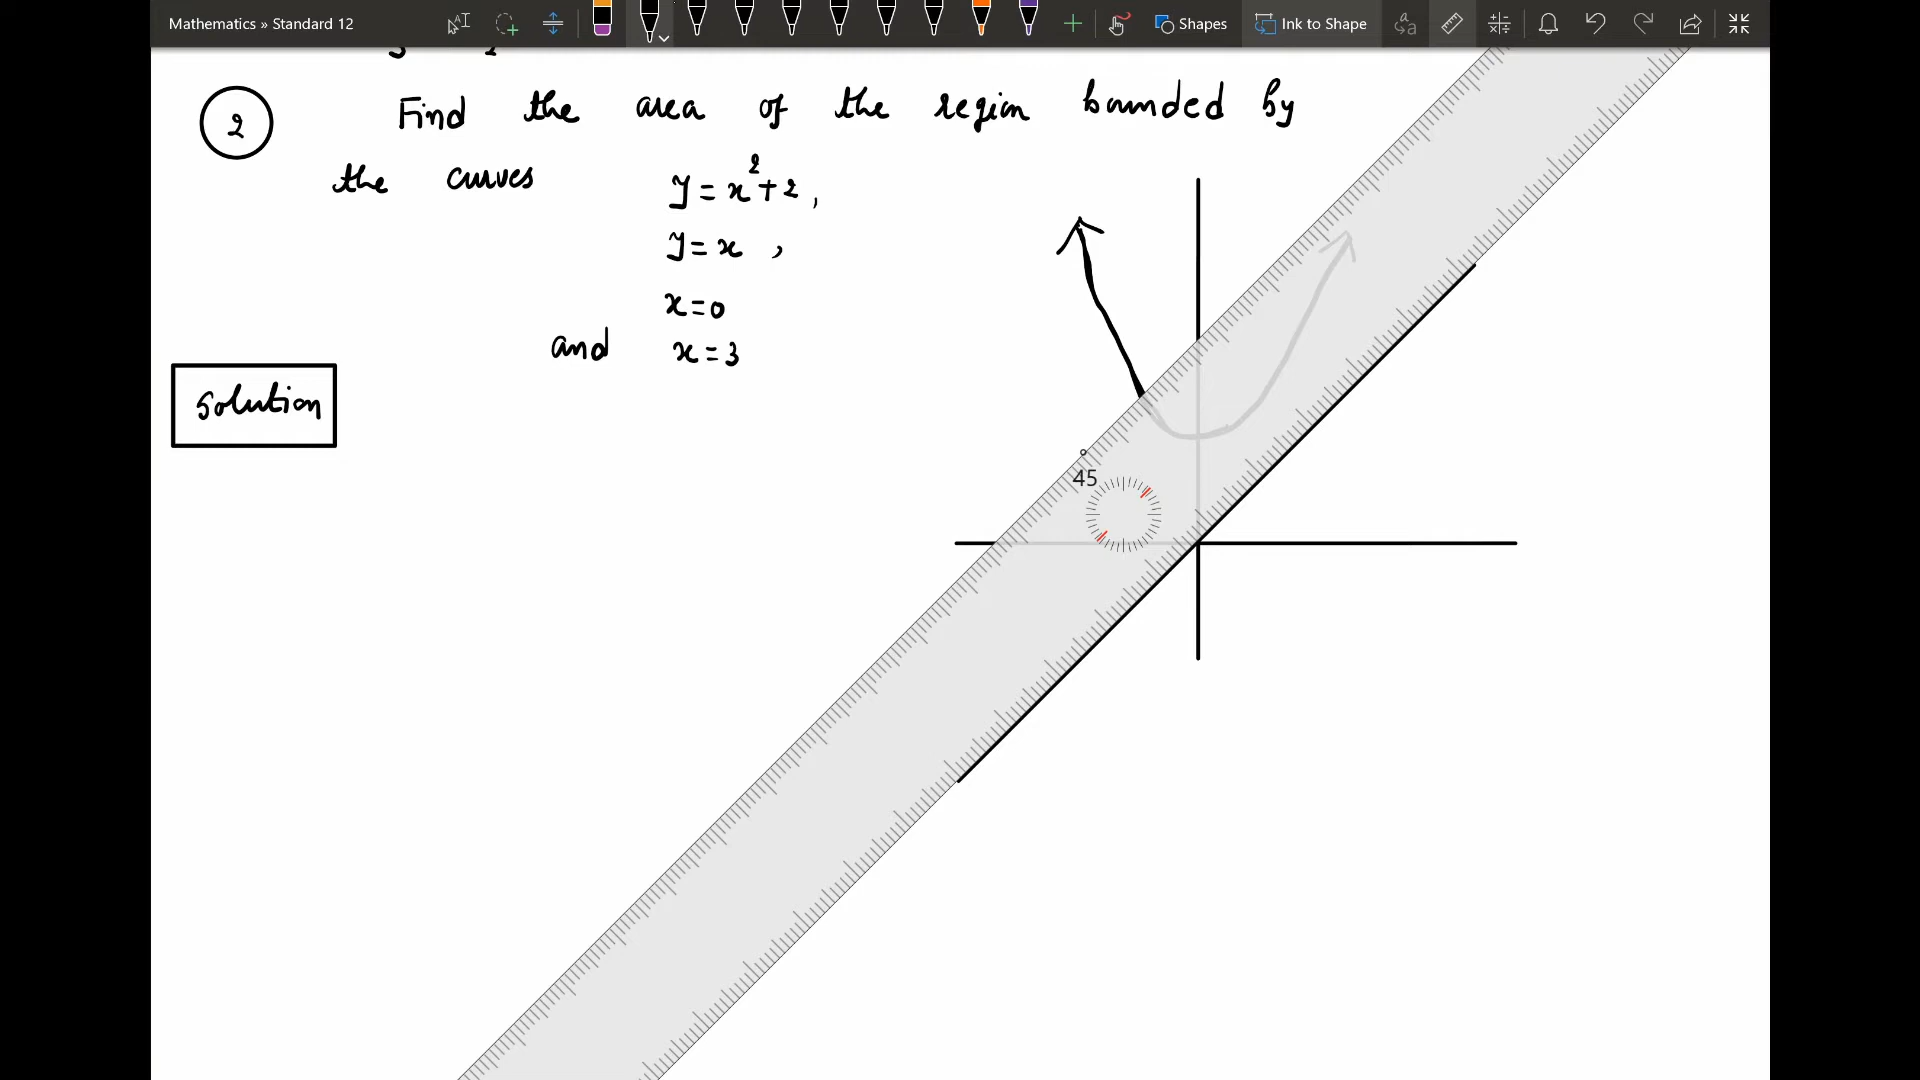 Mathematics » Standard 12
Shapes
Ink to Shape
2 Find the area of the region bounded by
the curves y = x²+2,
y = x ,
x = 0
and x = 3
Solution
45°